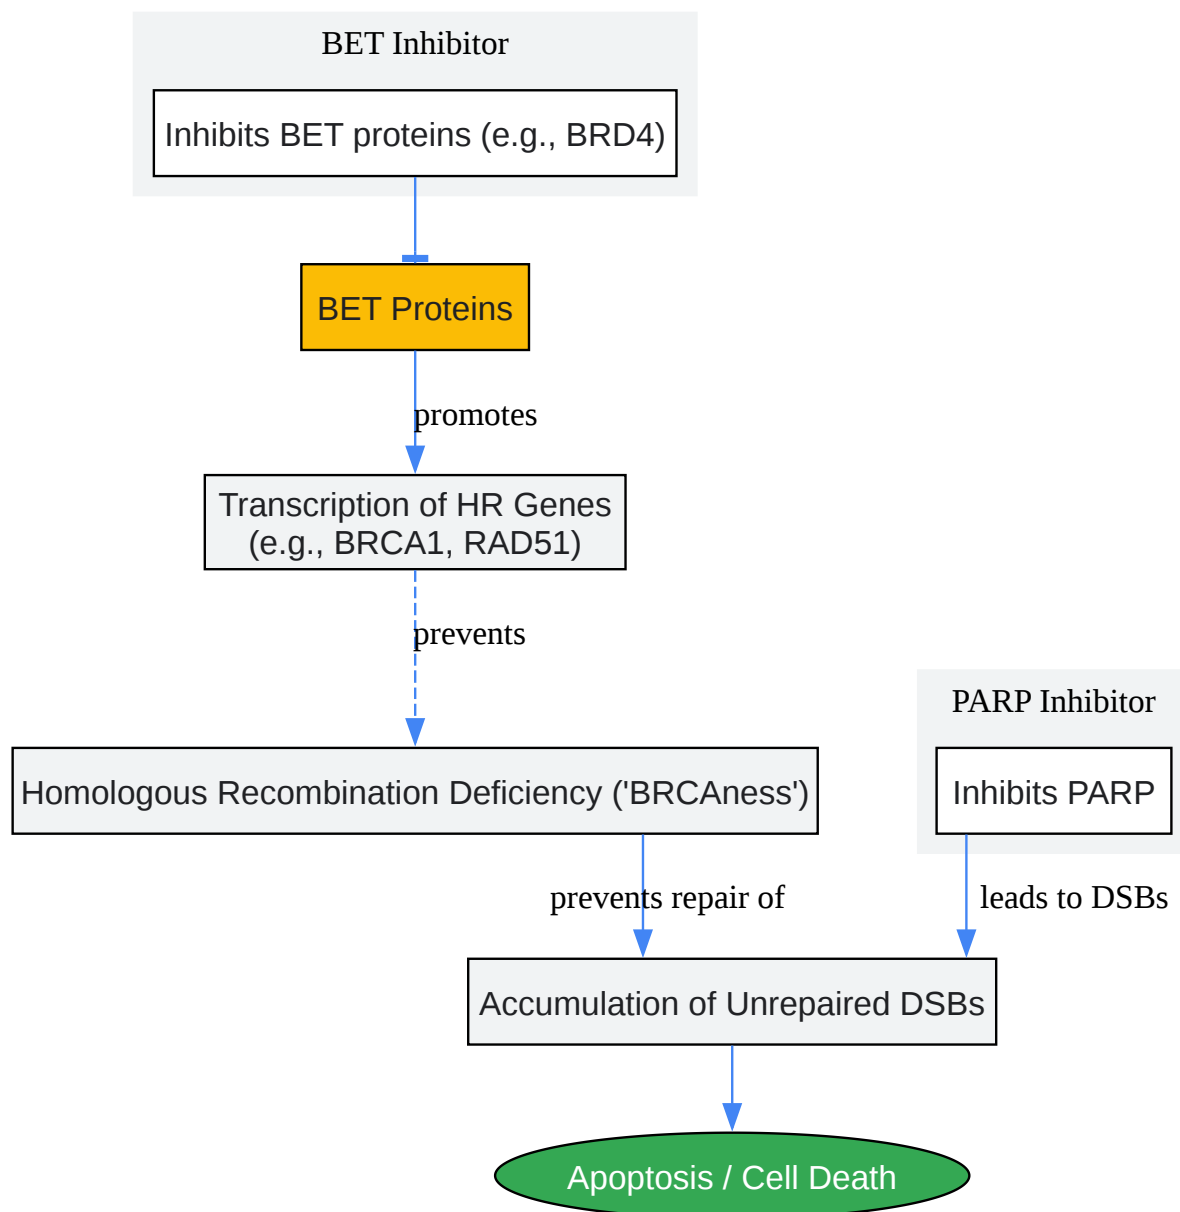 BET Inhibitor
Inhibits BET proteins (e.g., BRD4)
BET Proteins
promotes
Transcription of HR Genes
(e.g., BRCA1, RAD51)
prevents
PARP Inhibitor
Homologous Recombination Deficiency ('BRCAness')
Inhibits PARP
prevents repair of
leads to DSBs
Accumulation of Unrepaired DSBs
Apoptosis / Cell Death